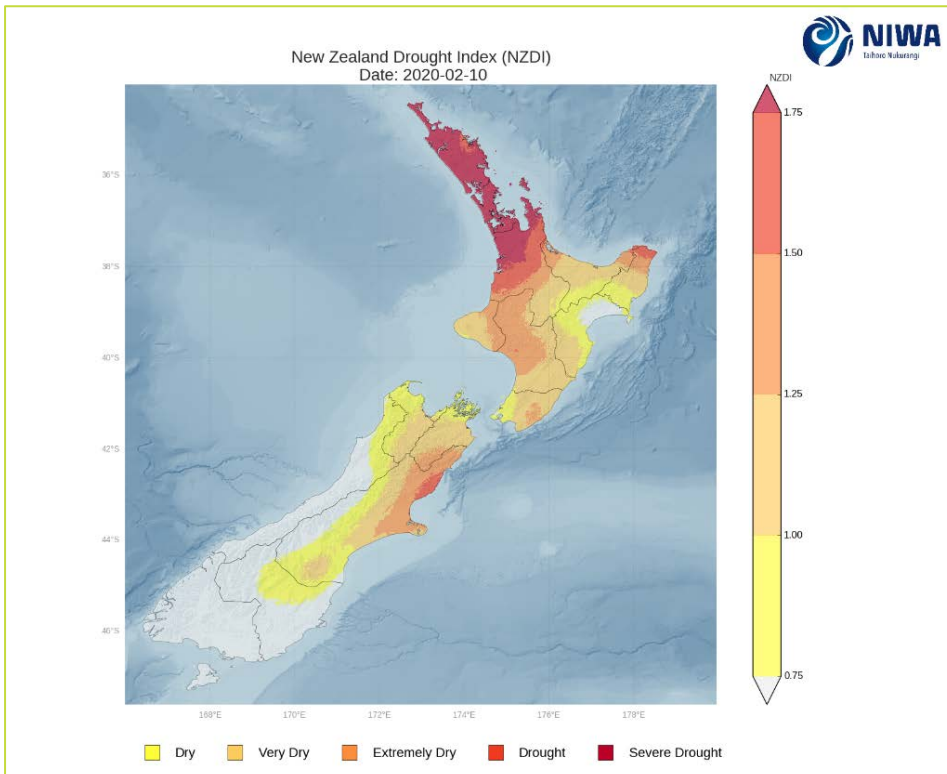 NIWA
Taihoro Nukurangi
New Zealand Drought Index (NZDI)
Date: 2020-02-10
NZDI
1.75
1.50
1.25
1.00
0.75
36°S
38°S
40°S
42°S
44°S
46°S
168°E
170°E
172°E
174°E
176°E
178°E
Dry
Very Dry
Extremely Dry
Drought
Severe Drought